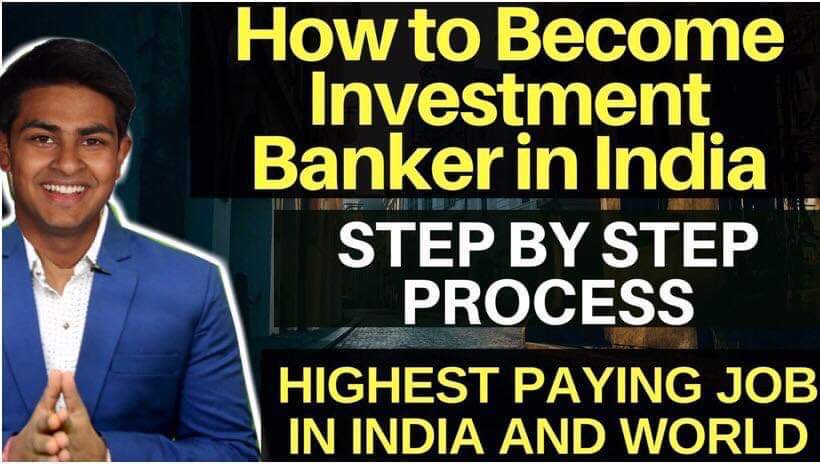 How to Become
Investment
Banker in India
STEP BY STEP
PROCESS
HIGHEST PAYING JOB
IN INDIA AND WORLD